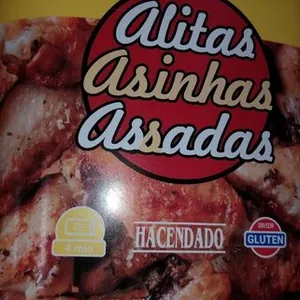 Alitas
Asinhas
Assadas
4 min
HACENDADO
GLUTEN